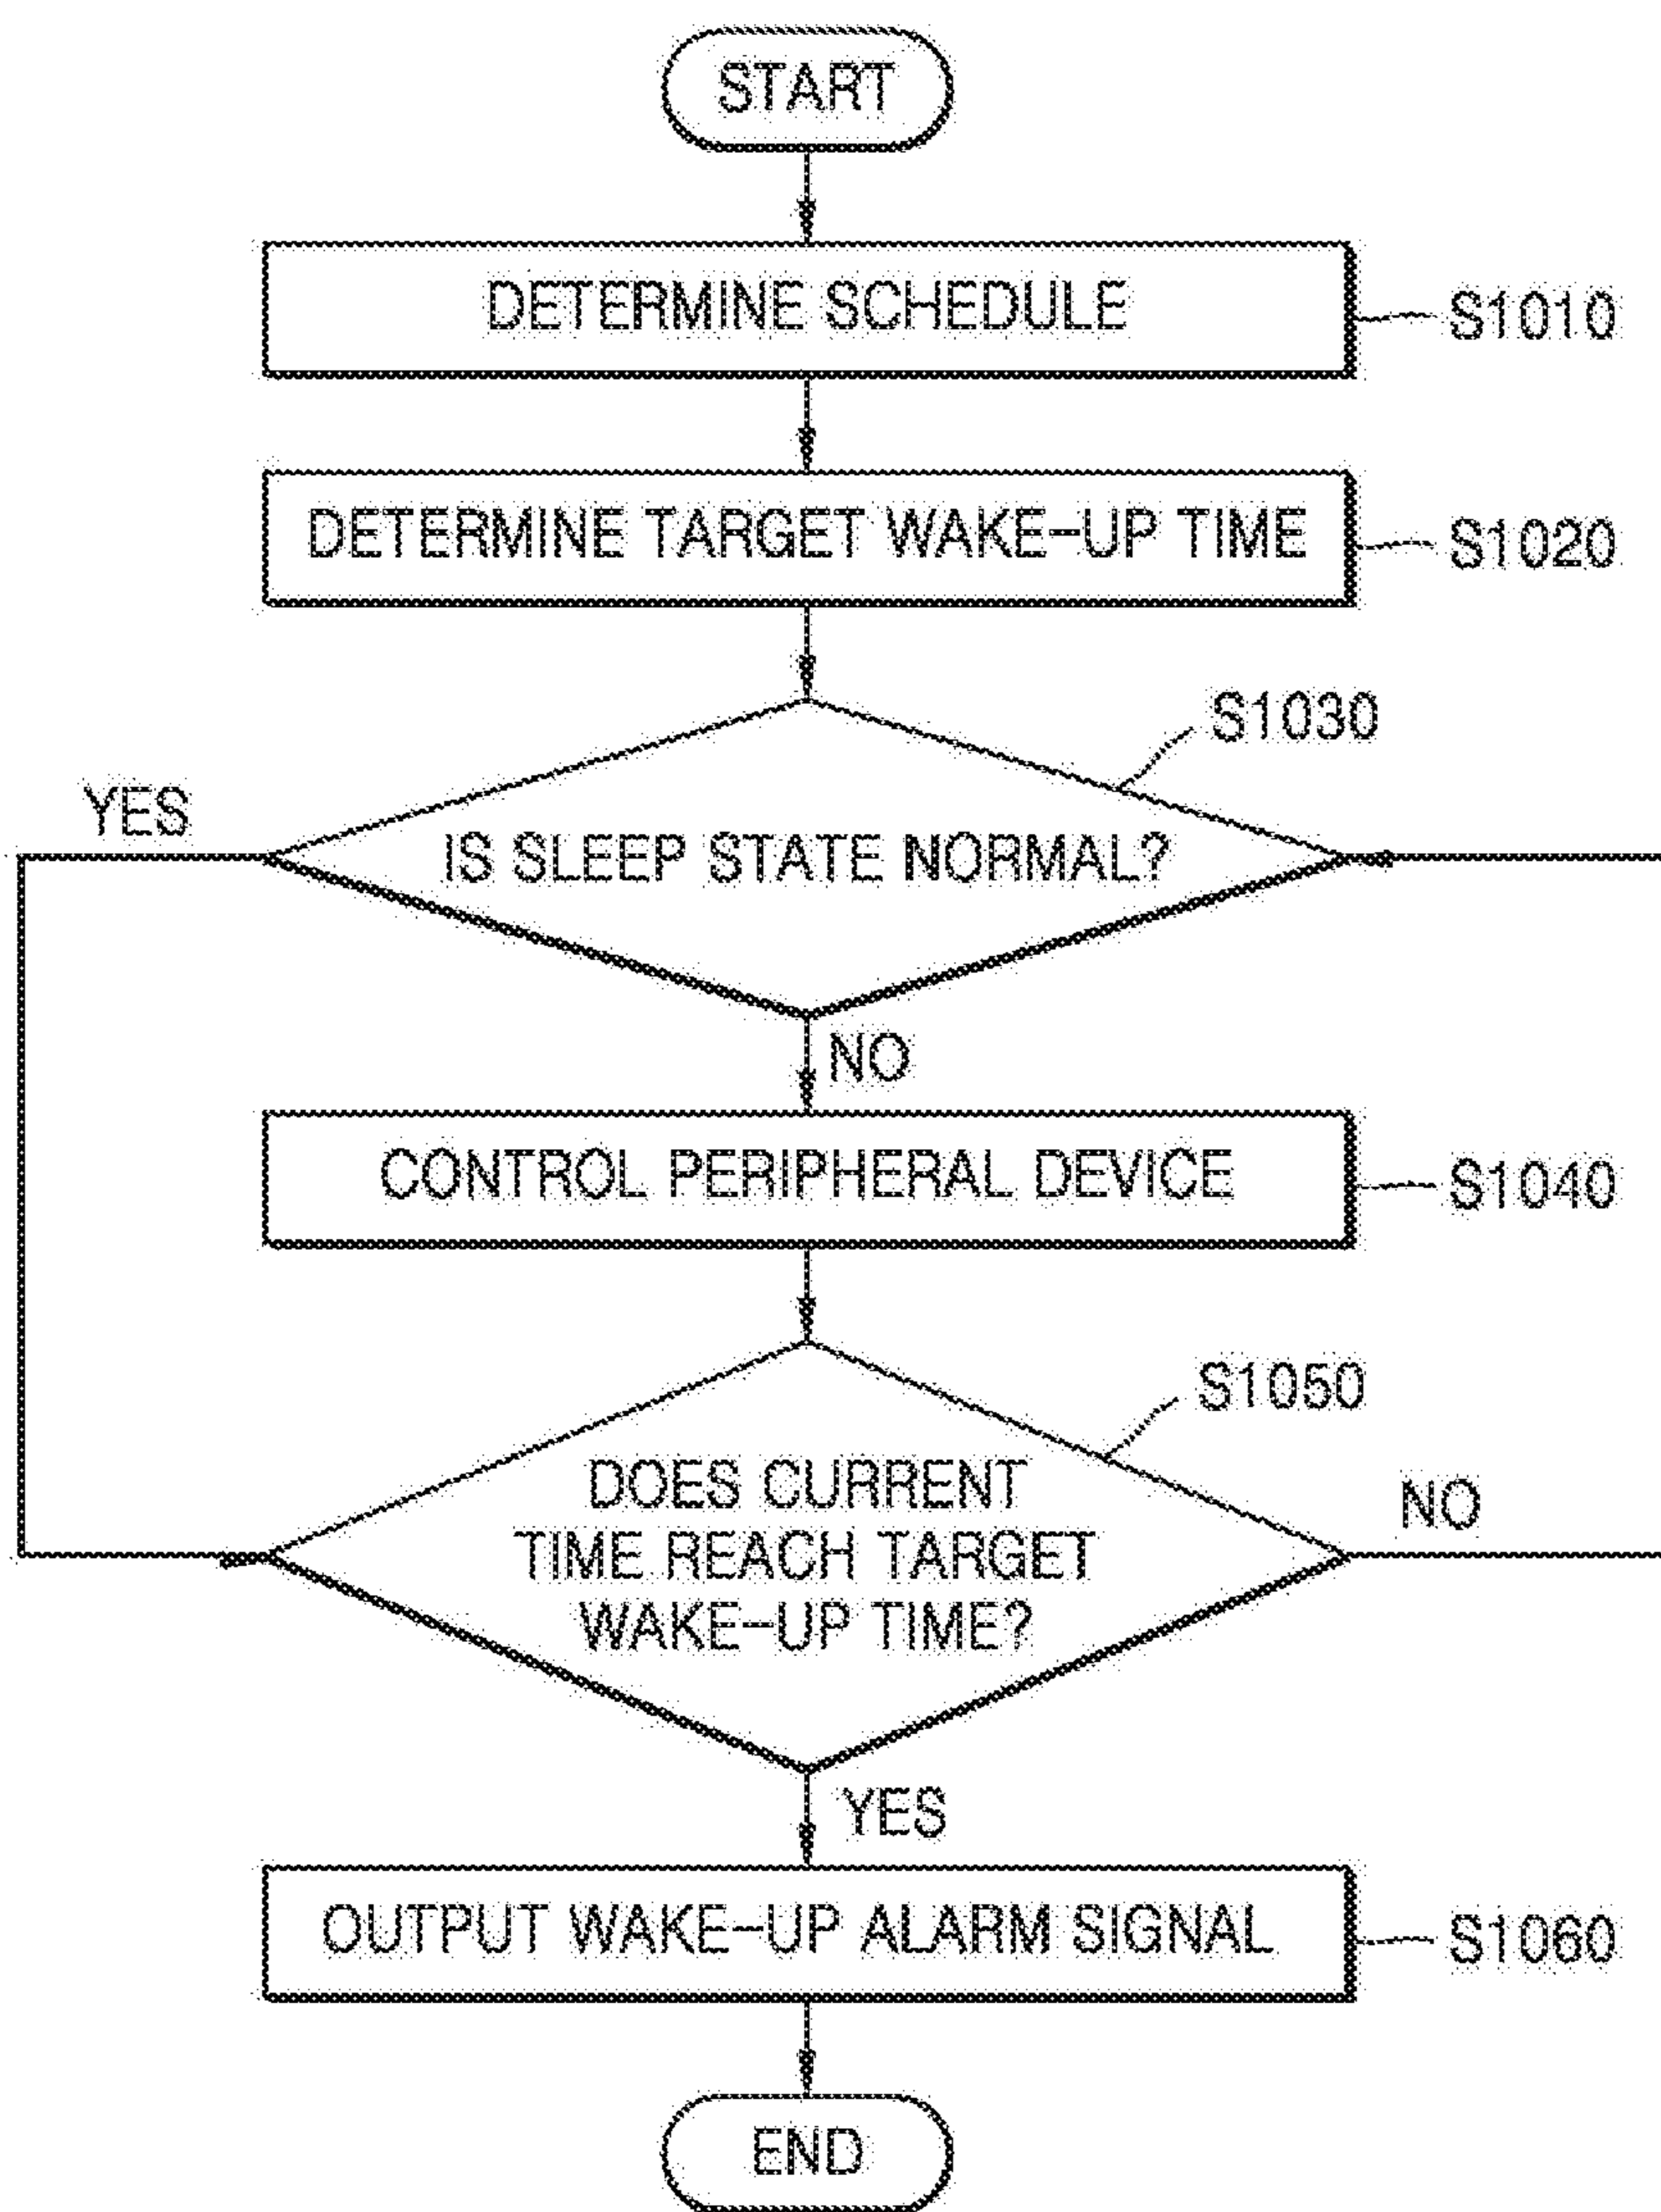 START
DETERMINE SCHEDULE
S1010
DETERMINE TARGET WAKE-UP TIME
S1020
S1030
YES
IS SLEEP STATE NORMAL?
NO
CONTROL PERIPHERAL DEVICE
S1040
S1050
DOES CURRENT
TIME REACH TARGET
WAKE-UP TIME?
NO
YES
OUTPUT WAKE-UP ALARM SIGNAL
S1060
END